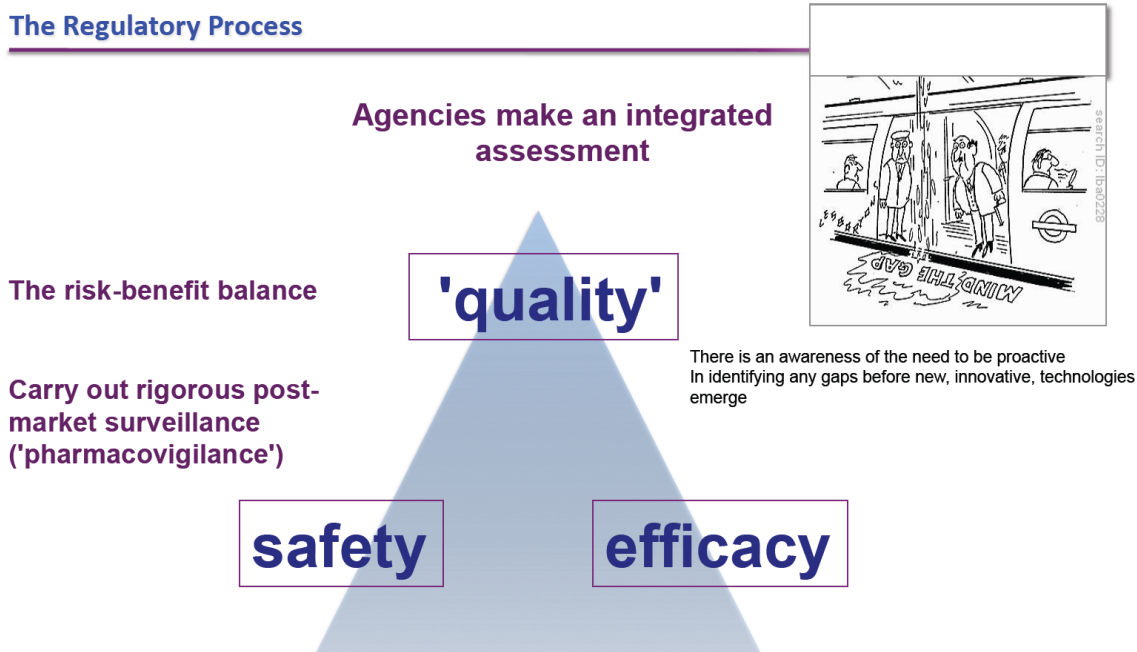 The Regulatory Process
Agencies make an integrated
assessment
search ID: lba0228
MIND THE GAP
The risk-benefit balance
'quality'
There is an awareness of the need to be proactive
In identifying any gaps before new, innovative, technologies
emerge
Carry out rigorous post-
market surveillance
('pharmacovigilance')
safety
efficacy